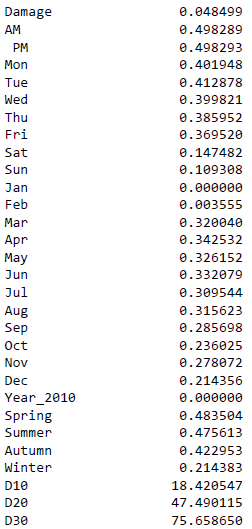 Damage 0.048499
AM 0.498289
PM 0.498293
Mon 0.401948
Tue 0.412878
Wed 0.399821
Thu 0.385952
Fri 0.369520
Sat 0.147482
Sun 0.109308
Jan 0.000000
Feb 0.003555
Mar 0.320040
Apr 0.342532
May 0.326152
Jun 0.332079
Jul 0.309544
Aug 0.315623
Sep 0.285698
Oct 0.236025
Nov 0.278072
Dec 0.214356
Year_2010 0.000000
Spring 0.483504
Summer 0.475613
Autumn 0.422953
Winter 0.214383
D10 18.420547
D20 47.490115
D30 75.658650